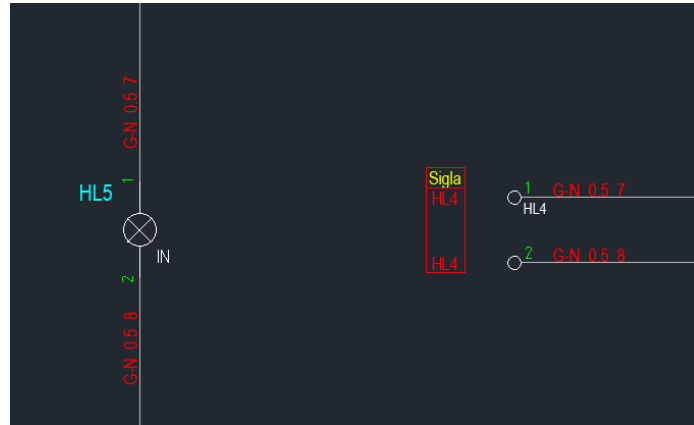 G-N 0.5 7
1
HL5
IN
2
G-N 0.5 8
Sigla
HL4
HL4
1 G-N 0.5 7
HL4
2 G-N 0.5 8